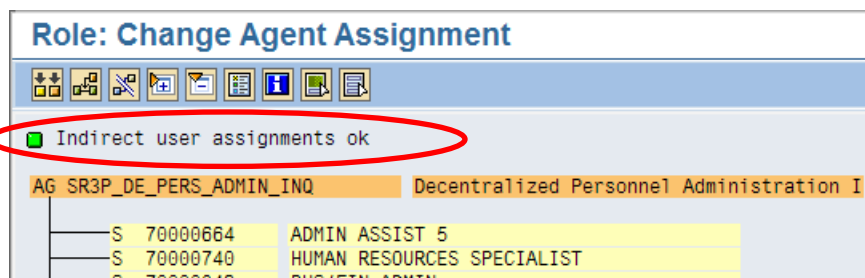 Role: Change Agent Assignment
Indirect user assignments ok
AG SR3P_DE_PERS_ADMIN_INQ Decentralized Personnel Administration I
S 70000664 ADMIN ASSIST 5
S 70000740 HUMAN RESOURCES SPECIALIST